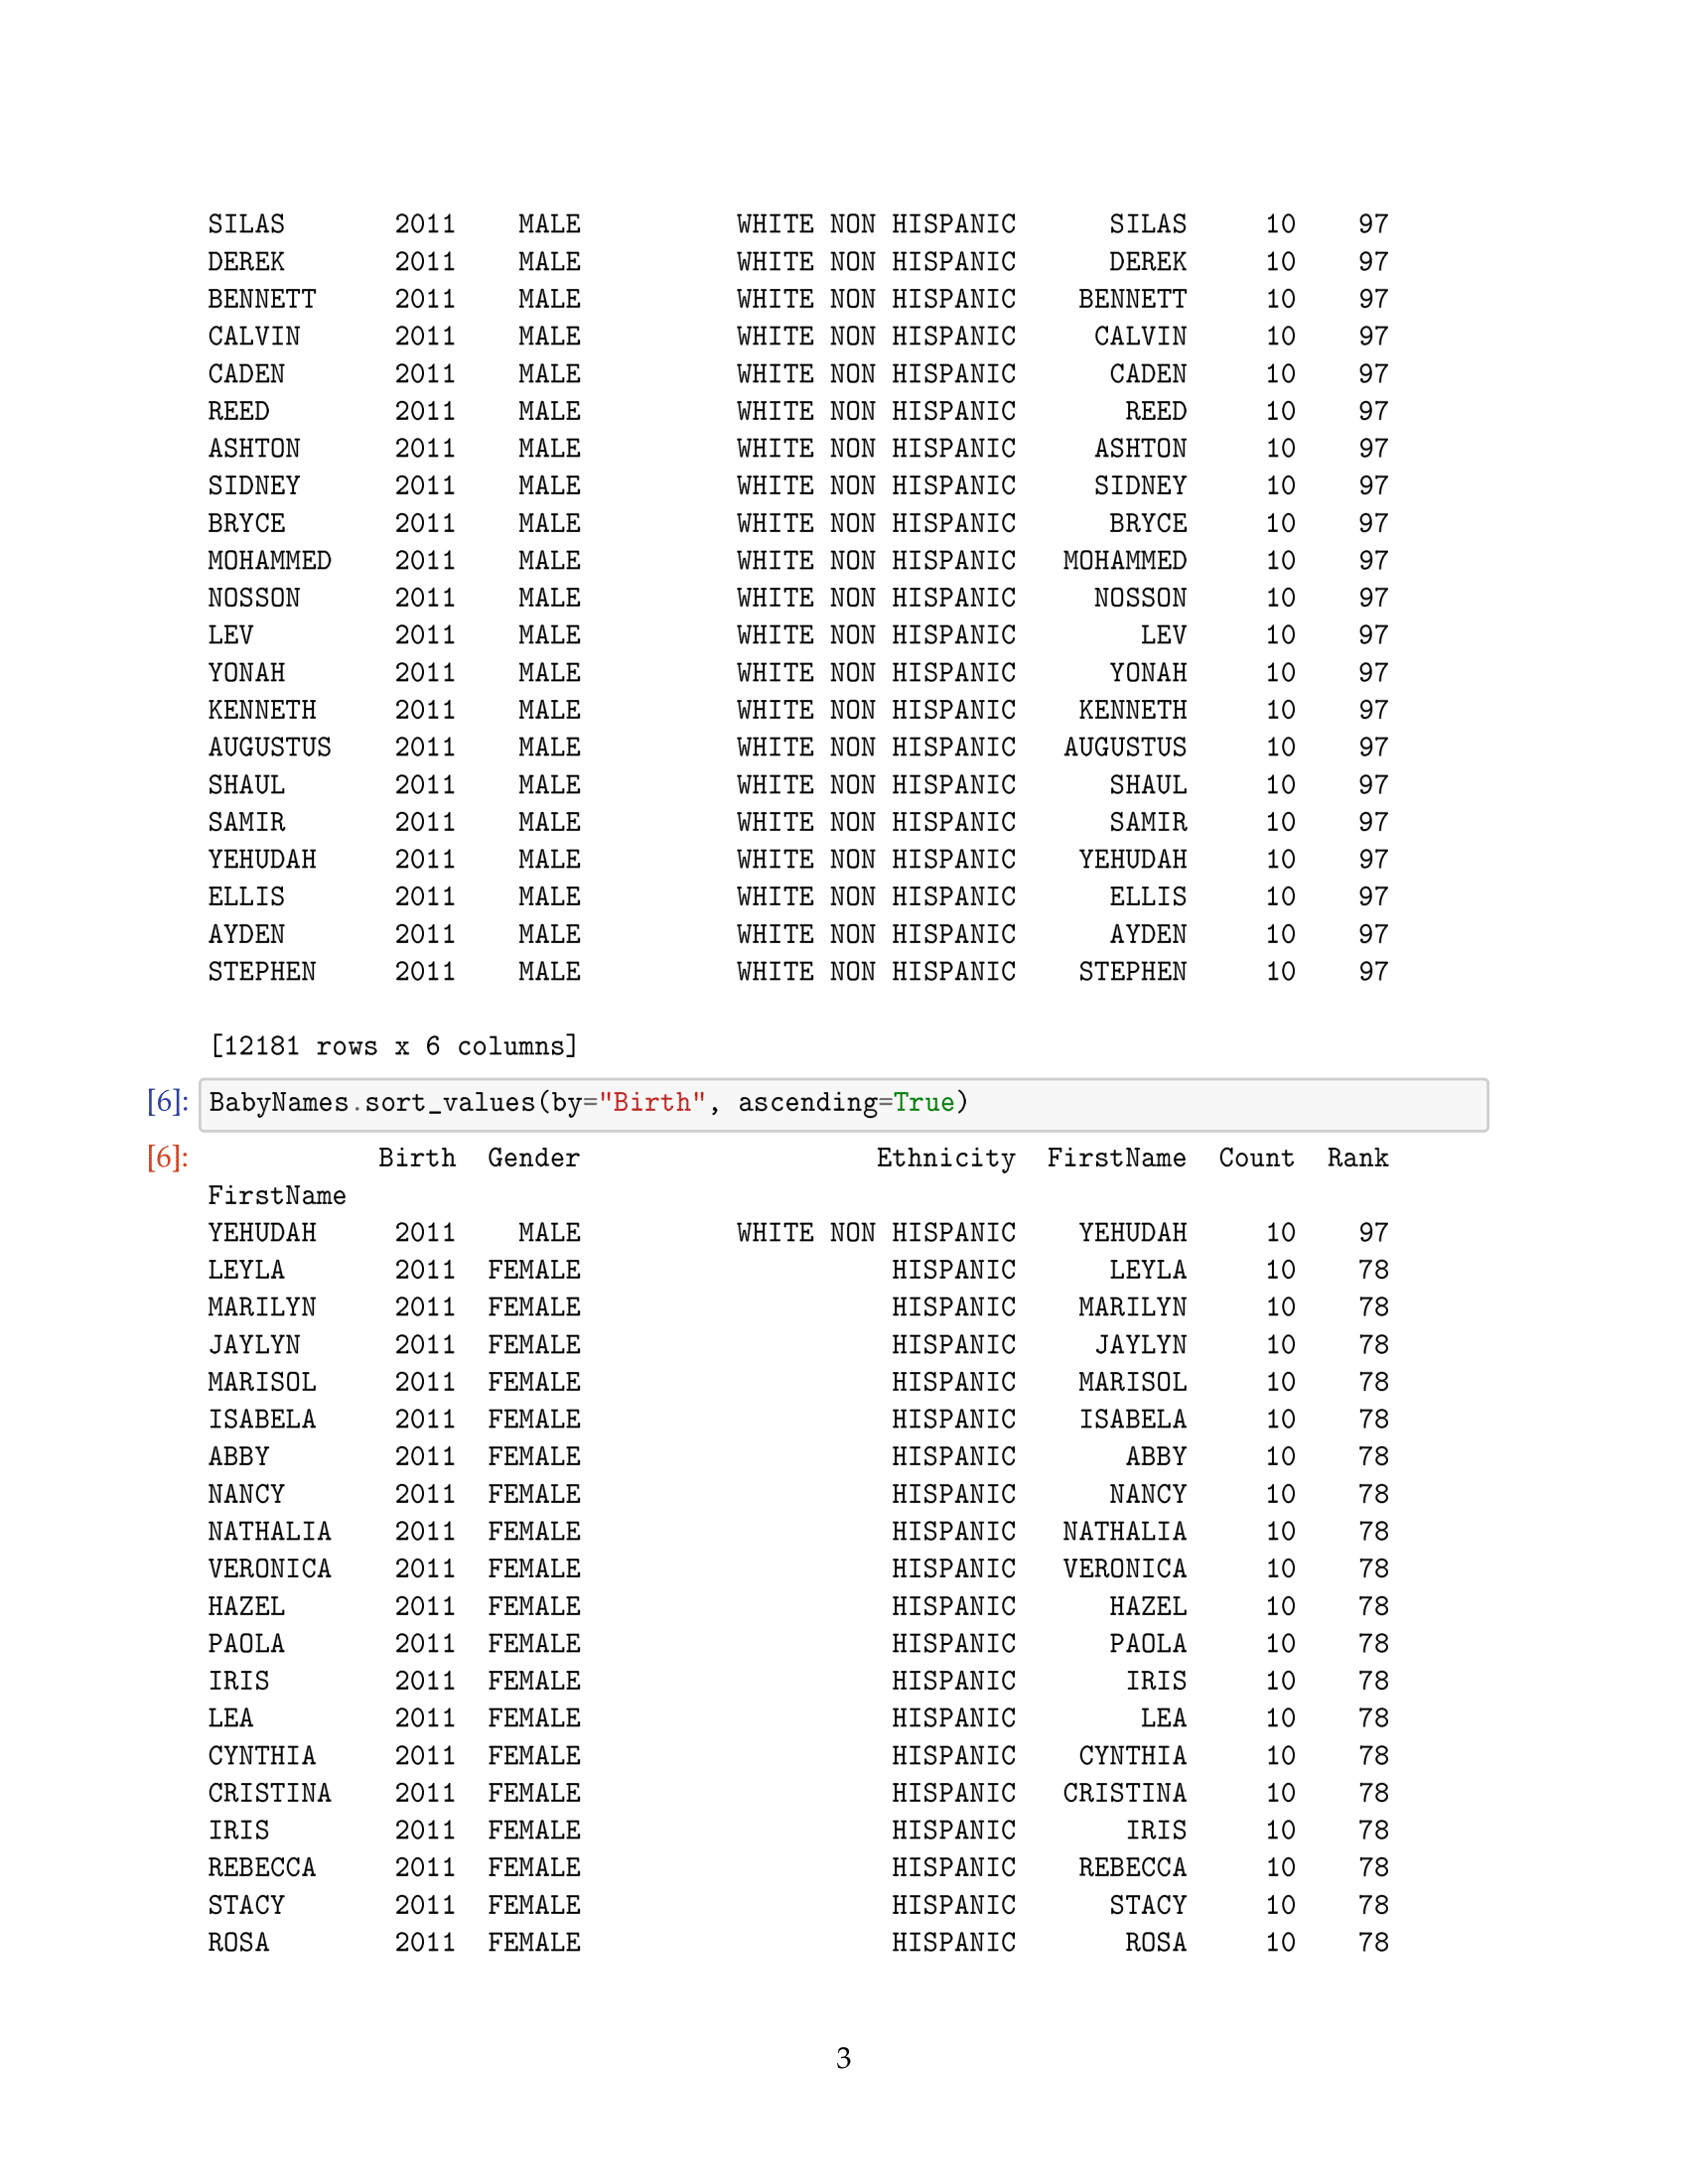 SILAS 2011 MALE WHITE NON HISPANIC SILAS 10 97
DEREK 2011 MALE WHITE NON HISPANIC DEREK 10 97
BENNETT 2011 MALE WHITE NON HISPANIC BENNETT 10 97
CALVIN 2011 MALE WHITE NON HISPANIC CALVIN 10 97
CADEN 2011 MALE WHITE NON HISPANIC CADEN 10 97
REED 2011 MALE WHITE NON HISPANIC REED 10 97
ASHTON 2011 MALE WHITE NON HISPANIC ASHTON 10 97
SIDNEY 2011 MALE WHITE NON HISPANIC SIDNEY 10 97
BRYCE 2011 MALE WHITE NON HISPANIC BRYCE 10 97
MOHAMMED 2011 MALE WHITE NON HISPANIC MOHAMMED 10 97
NOSSON 2011 MALE WHITE NON HISPANIC NOSSON 10 97
LEV 2011 MALE WHITE NON HISPANIC LEV 10 97
YONAH 2011 MALE WHITE NON HISPANIC YONAH 10 97
KENNETH 2011 MALE WHITE NON HISPANIC KENNETH 10 97
AUGUSTUS 2011 MALE WHITE NON HISPANIC AUGUSTUS 10 97
SHAUL 2011 MALE WHITE NON HISPANIC SHAUL 10 97
SAMIR 2011 MALE WHITE NON HISPANIC SAMIR 10 97
YEHUDAH 2011 MALE WHITE NON HISPANIC YEHUDAH 10 97
ELLIS 2011 MALE WHITE NON HISPANIC ELLIS 10 97
AYDEN 2011 MALE WHITE NON HISPANIC AYDEN 10 97
STEPHEN 2011 MALE WHITE NON HISPANIC STEPHEN 10 97
[12181 rows x 6 columns]
[6]: BabyNames.sort_values(by="Birth", ascending=True)
[6]: Birth Gender Ethnicity FirstName Count Rank
FirstName
YEHUDAH 2011 MALE WHITE NON HISPANIC YEHUDAH 10 97
LEYLA 2011 FEMALE HISPANIC LEYLA 10 78
MARILYN 2011 FEMALE HISPANIC MARILYN 10 78
JAYLYN 2011 FEMALE HISPANIC JAYLYN 10 78
MARISOL 2011 FEMALE HISPANIC MARISOL 10 78
ISABELA 2011 FEMALE HISPANIC ISABELA 10 78
ABBY 2011 FEMALE HISPANIC ABBY 10 78
NANCY 2011 FEMALE HISPANIC NANCY 10 78
NATHALIA 2011 FEMALE HISPANIC NATHALIA 10 78
VERONICA 2011 FEMALE HISPANIC VERONICA 10 78
HAZEL 2011 FEMALE HISPANIC HAZEL 10 78
PAOLA 2011 FEMALE HISPANIC PAOLA 10 78
IRIS 2011 FEMALE HISPANIC IRIS 10 78
LEA 2011 FEMALE HISPANIC LEA 10 78
CYNTHIA 2011 FEMALE HISPANIC CYNTHIA 10 78
CRISTINA 2011 FEMALE HISPANIC CRISTINA 10 78
IRIS 2011 FEMALE HISPANIC IRIS 10 78
REBECCA 2011 FEMALE HISPANIC REBECCA 10 78
STACY 2011 FEMALE HISPANIC STACY 10 78
ROSA 2011 FEMALE HISPANIC ROSA 10 78
3